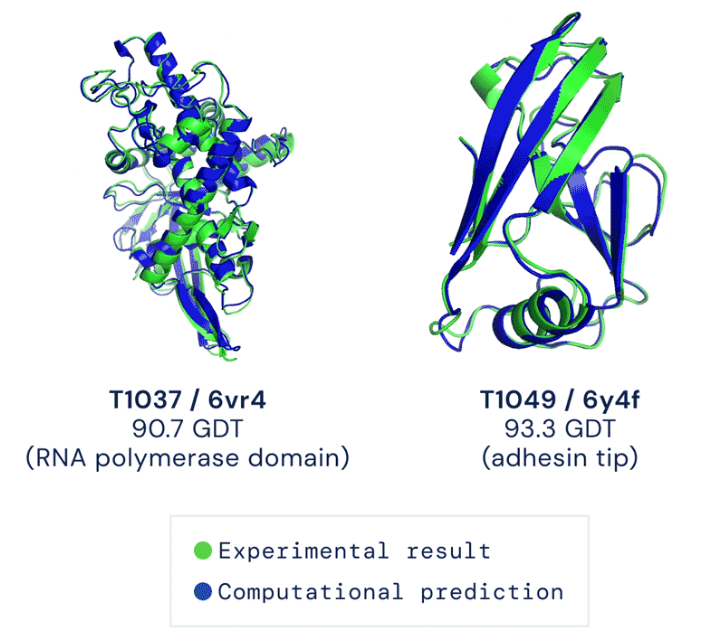 T1037 / 6vr4
90.7 GDT
(RNA polymerase domain)
T1049 / 6y4f
93.3 GDT
(adhesin tip)
Experimental result
Computational prediction